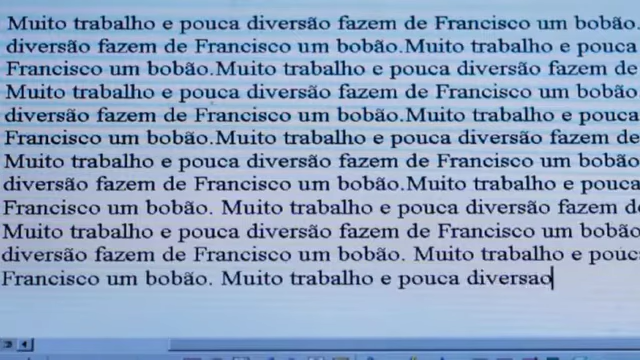 Muito trabalho e pouca diversão fazem de Francisco um bobão.
diversão fazem de Francisco um bobão.Muito trabalho e pouca
Francisco um bobão.Muito trabalho e pouca diversão fazem de
Muito trabalho e pouca diversão fazem de Francisco um bobão
diversão fazem de Francisco um bobão.Muito trabalho e pouca
Francisco um bobão.Muito trabalho e pouca diversão fazem de
Muito trabalho e pouca diversão fazem de Francisco um bobão
diversão fazem de Francisco um bobão.Muito trabalho e pouca
Francisco um bobão. Muito trabalho e pouca diversão fazem de
Muito trabalho e pouca diversão fazem de Francisco um bobão
diversão fazem de Francisco um bobão. Muito trabalho e pouca
Francisco um bobão. Muito trabalho e pouca diversao